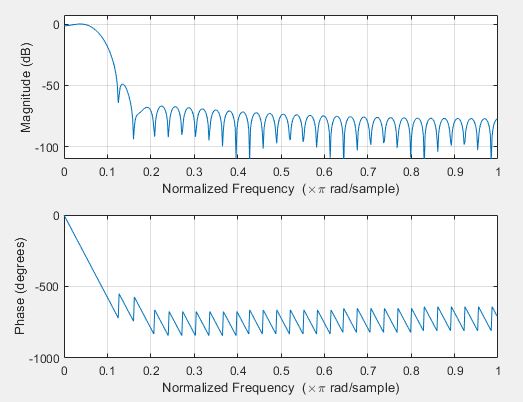 0
-50
-100
Magnitude (dB)
0 0.1 0.2 0.3 0.4 0.5 0.6 0.7 0.8 0.9 1
Normalized Frequency (×π rad/sample)
0
-500
-1000
Phase (degrees)
0 0.1 0.2 0.3 0.4 0.5 0.6 0.7 0.8 0.9 1
Normalized Frequency (×π rad/sample)